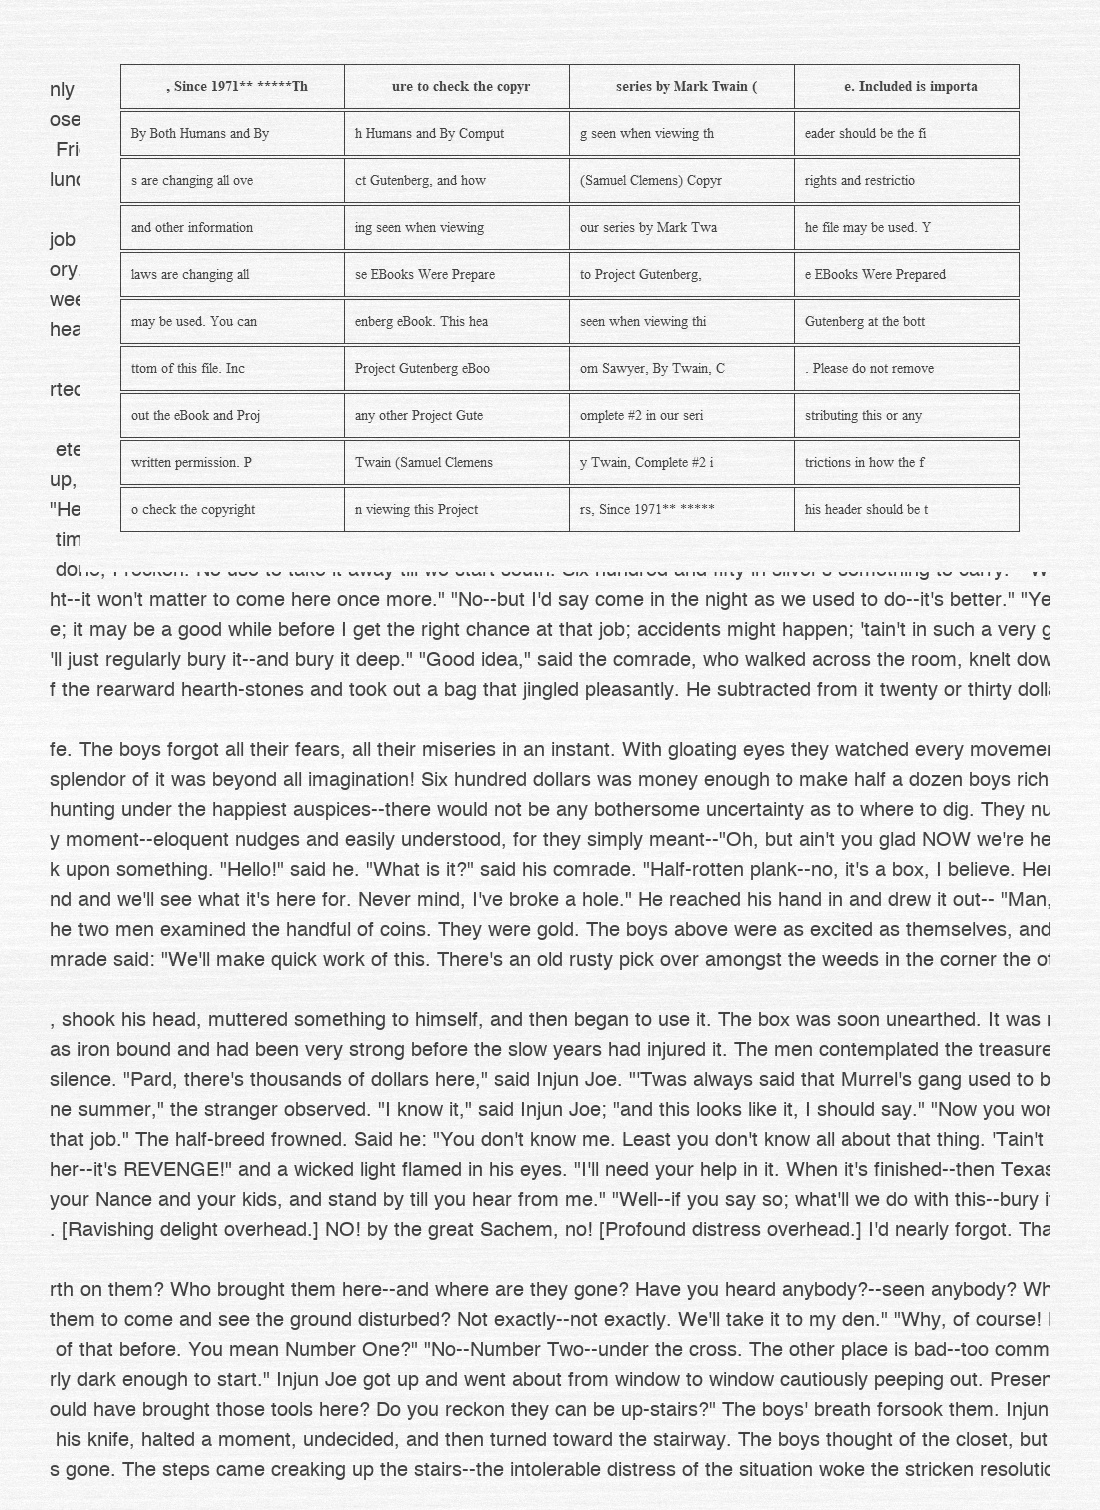 , Since 1971** *****Th ure to check the copyr series by Mark Twain ( e. Included is importa
By Both Humans and By h Humans and By Comput g seen when viewing th eader should be the fi
s are changing all ove ct Gutenberg, and how (Samuel Clemens) Copyr rights and restrictio
and other information ing seen when viewing our series by Mark Twa he file may be used. Y
laws are changing all se EBooks Were Prepare to Project Gutenberg, e EBooks Were Prepared
may be used. You can enberg eBook. This hea seen when viewing thi Gutenberg at the bott
ttom of this file. Inc Project Gutenberg eBoo om Sawyer, By Twain, C . Please do not remove
out the eBook and Proj any other Project Gute omplete #2 in our seri stributing this or any
written permission. P Twain (Samuel Clemens y Twain, Complete #2 i trictions in how the f
o check the copyright n viewing this Project rs, Since 1971** ***** his header should be t
nly
ose
Fri
lunc
job
ory
wee
hea
rted
ete
up,
"He
tim
done, I reckon. No use to take it away till we start south. Six hundred and fifty in silver's something to carry."
ht--it won't matter to come here once more." "No--but I'd say come in the night as we used to do--it's better." "Ye
e; it may be a good while before I get the right chance at that job; accidents might happen; 'tain't in such a very g
'll just regularly bury it--and bury it deep." "Good idea," said the comrade, who walked across the room, knelt dow
f the rearward hearth-stones and took out a bag that jingled pleasantly. He subtracted from it twenty or thirty doll
fe. The boys forgot all their fears, all their miseries in an instant. With gloating eyes they watched every movemen
splendor of it was beyond all imagination! Six hundred dollars was money enough to make half a dozen boys rich
hunting under the happiest auspices--there would not be any bothersome uncertainty as to where to dig. They nu
y moment--eloquent nudges and easily understood, for they simply meant--"Oh, but ain't you glad NOW we're he
k upon something. "Hello!" said he. "What is it?" said his comrade. "Half-rotten plank--no, it's a box, I believe. Her
nd and we'll see what it's here for. Never mind, I've broke a hole." He reached his hand in and drew it out-- "Man,
he two men examined the handful of coins. They were gold. The boys above were as excited as themselves, and
mrade said: "We'll make quick work of this. There's an old rusty pick over amongst the weeds in the corner the ot
, shook his head, muttered something to himself, and then began to use it. The box was soon unearthed. It was
as iron bound and had been very strong before the slow years had injured it. The men contemplated the treasure
silence. "Pard, there's thousands of dollars here," said Injun Joe. "'Twas always said that Murrel's gang used to b
ne summer," the stranger observed. "I know it," said Injun Joe; "and this looks like it, I should say." "Now you won
that job." The half-breed frowned. Said he: "You don't know me. Least you don't know all about that thing. 'Tain't
her--it's REVENGE!" and a wicked light flamed in his eyes. "I'll need your help in it. When it's finished--then Texas
your Nance and your kids, and stand by till you hear from me." "Well--if you say so; what'll we do with this--bury i
. [Ravishing delight overhead.] NO! by the great Sachem, no! [Profound distress overhead.] I'd nearly forgot. Tha
rth on them? Who brought them here--and where are they gone? Have you heard anybody?--seen anybody? Wh
them to come and see the ground disturbed? Not exactly--not exactly. We'll take it to my den." "Why, of course!
of that before. You mean Number One?" "No--Number Two--under the cross. The other place is bad--too comm
rly dark enough to start." Injun Joe got up and went about from window to window cautiously peeping out. Presen
ould have brought those tools here? Do you reckon they can be up-stairs?" The boys' breath forsook them. Injun
his knife, halted a moment, undecided, and then turned toward the stairway. The boys thought of the closet, but
s gone. The steps came creaking up the stairs--the intolerable distress of the situation woke the stricken resolutio